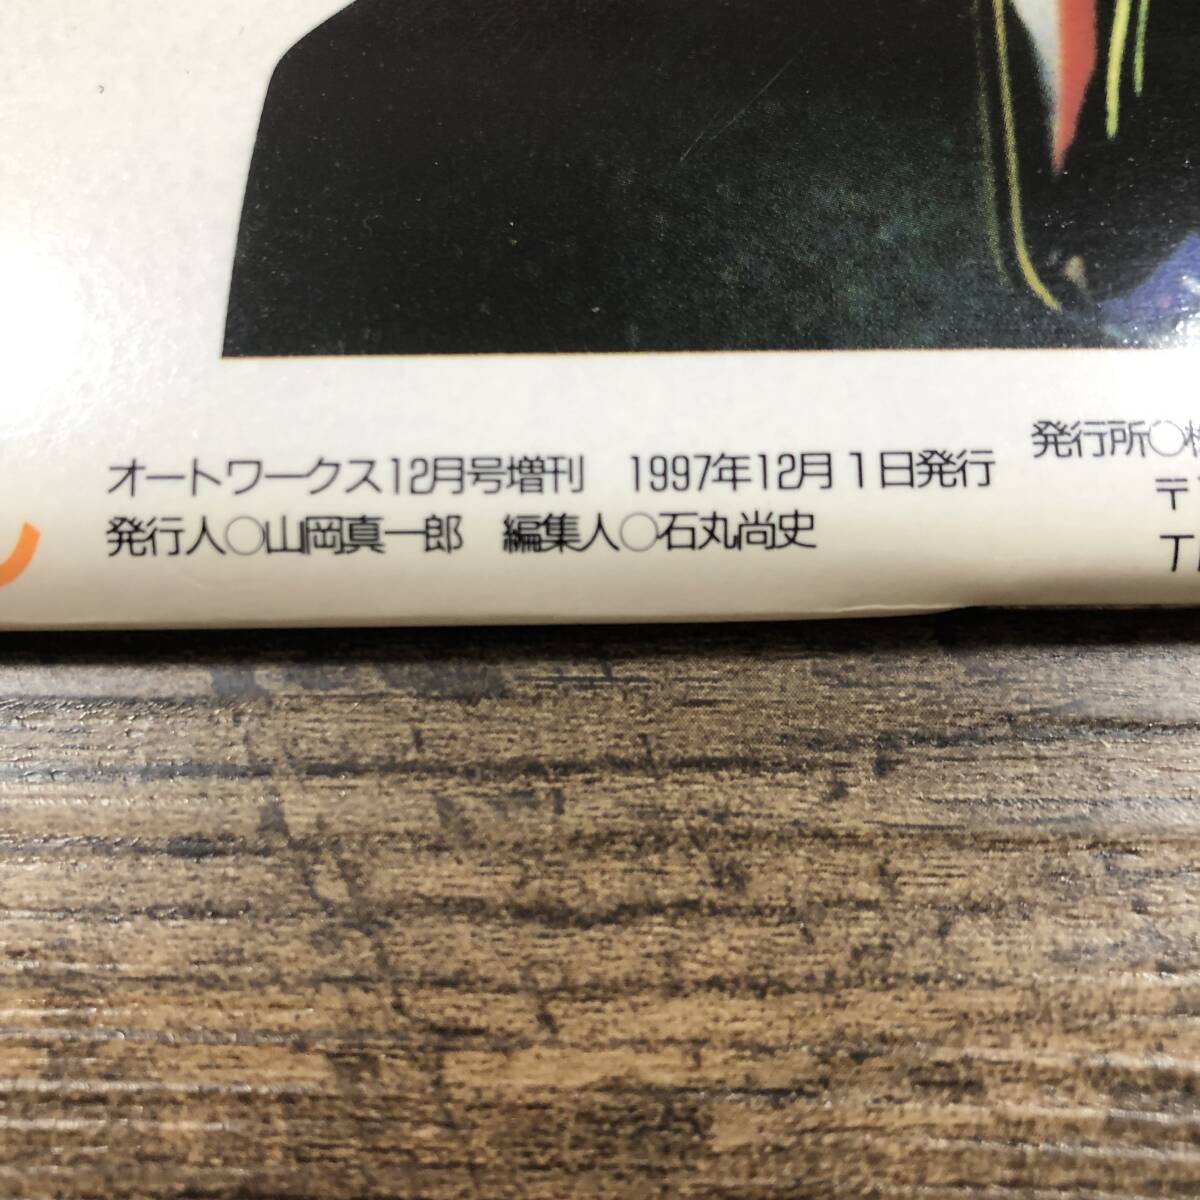 オートワークス12月号増刊　1997年12月1日発行
発行人○山岡真一郎　編集人○石丸尚史
発行所○株
〒
T